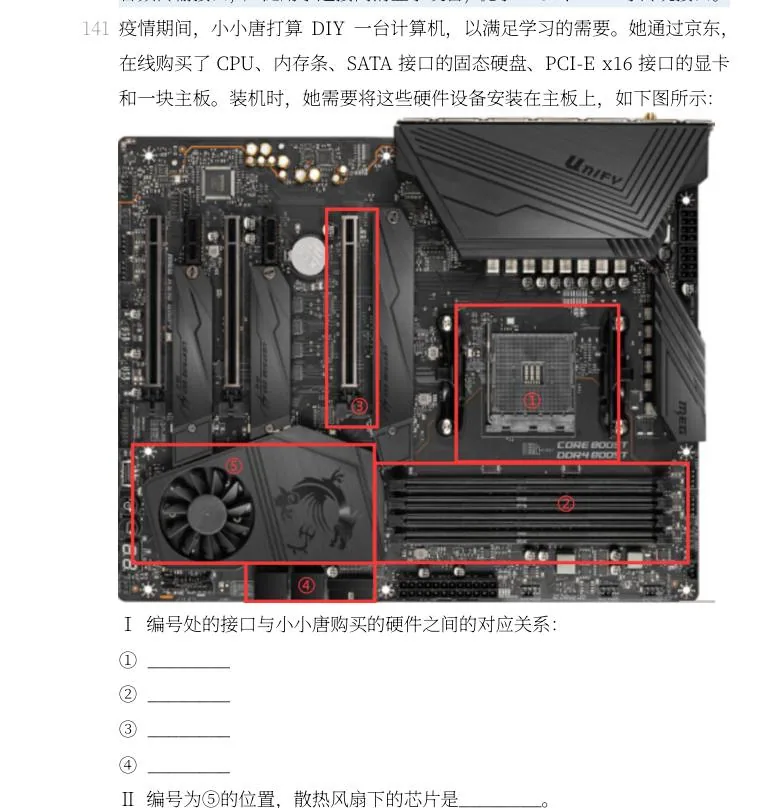 141 疫情期间，小小唐打算 DIY 一台计算机，以满足学习的需要。她通过京东，
在线购买了 CPU、内存条、SATA 接口的固态硬盘、PCI-E x16 接口的显卡
和一块主板。装机时，她需要将这些硬件设备安装在主板上，如下图所示：
UNIFY
③
①
MEG
CORE BOOST
DDR4 BOOST
⑤
②
④
Ⅰ 编号处的接口与小小唐购买的硬件之间的对应关系：
① ________
② ________
③ ________
④ ________
Ⅱ 编号为⑤的位置，散热风扇下的芯片是________。